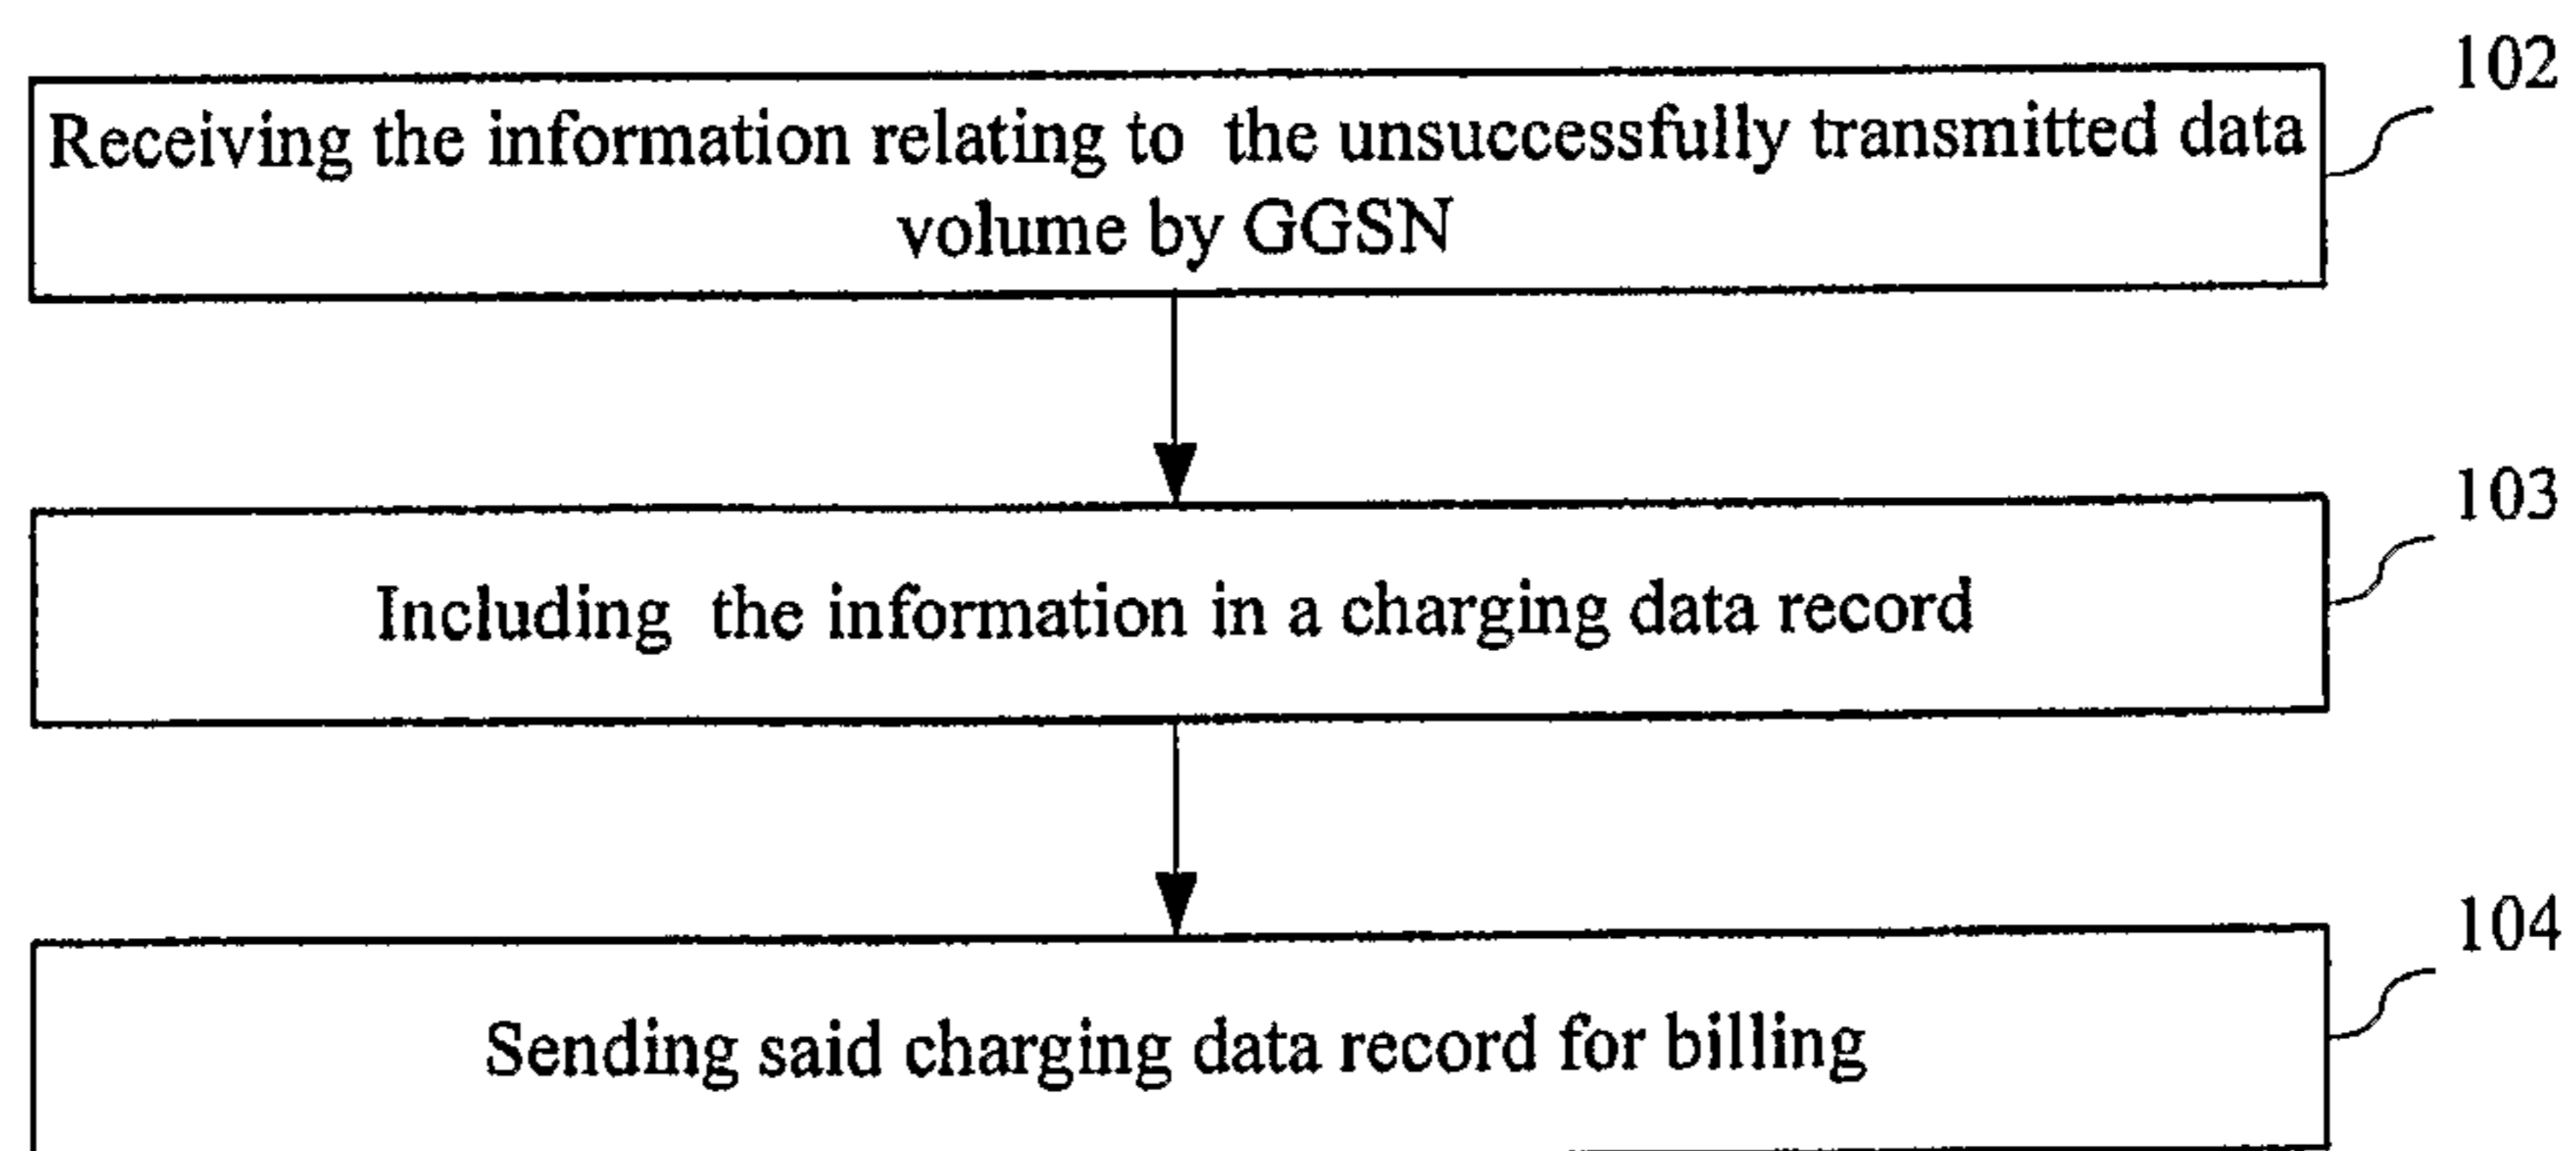 102
Receiving the information relating to the unsuccessfully transmitted data
volume by GGSN
103
Including the information in a charging data record
104
Sending said charging data record for billing